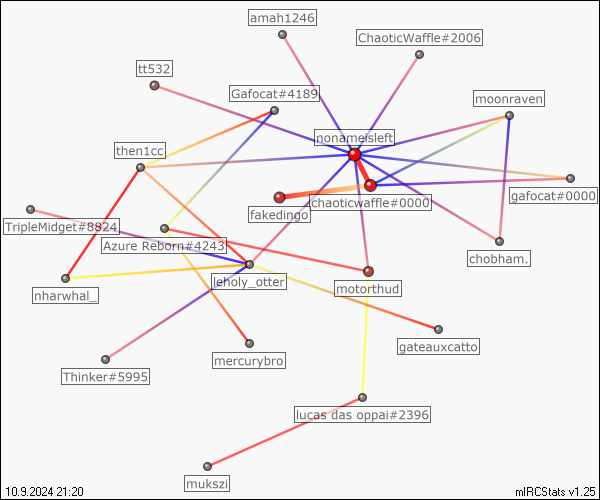 amah1246
ChaoticWaffle#2006
tt532
Gafocat#4189
moonraven
nonameisleft
then1cc
gafocat#0000
chaoticwaffle#0000
fakedingo
TripleMidget#8824
Azure Reborn#4243
chobham.
leholy_otter
motorthud
nharwhal_
gateauxcatto
mercurybro
Thinker#5995
lucas das oppai#2396
mukszi
10.9.2024 21:20
mIRCStats v1.25